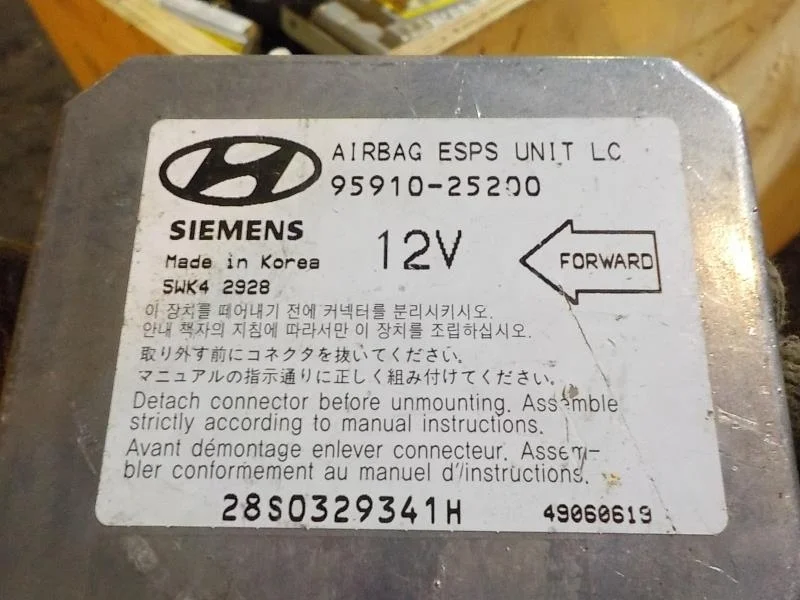 AIRBAG ESPS UNIT LC
95910-25200
SIEMENS
12V
FORWARD
Made in Korea
5WK4 2928
이 장치를 떼어내기 전에 커넥터를 분리시키시오.
안내 책자의 지침에 따라서만 이 장치를 조립하십시오.
取り外す前にコネクタを抜いてください。
マニュアルの指示通りに正しく組み付けてください。
Detach connector before unmounting. Assemble
strictly according to manual instructions.
Avant démontage enlever connecteur. Assem-
bler conformement au manuel d'instructions.
28S0329341H
49060619